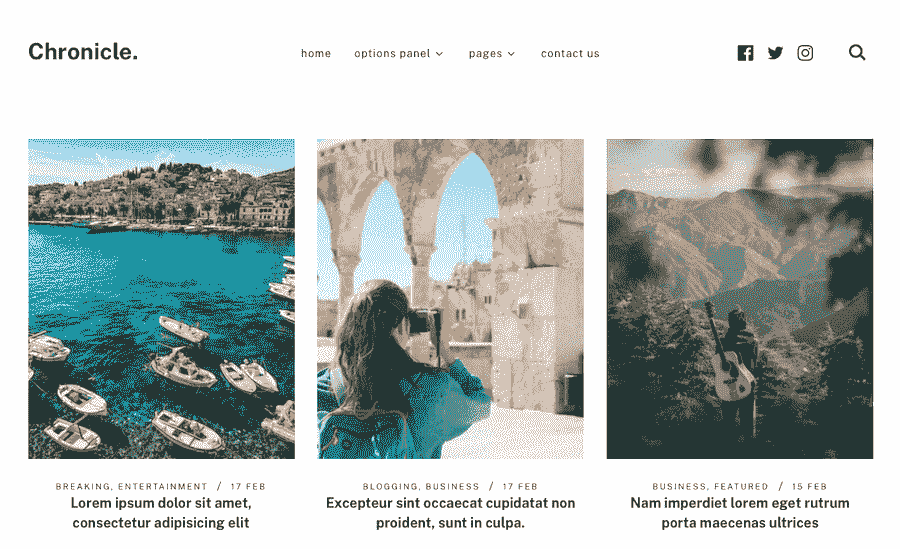 Chronicle.
home
options panel
pages
contact us
BREAKING, ENTERTAINMENT / 17 FEB
Lorem ipsum dolor sit amet,
consectetur adipisicing elit
BLOGGING, BUSINESS / 17 FEB
Excepteur sint occaecat cupidatat non
proident, sunt in culpa.
BUSINESS, FEATURED / 15 FEB
Nam imperdiet lorem eget rutrum
porta maecenas ultrices